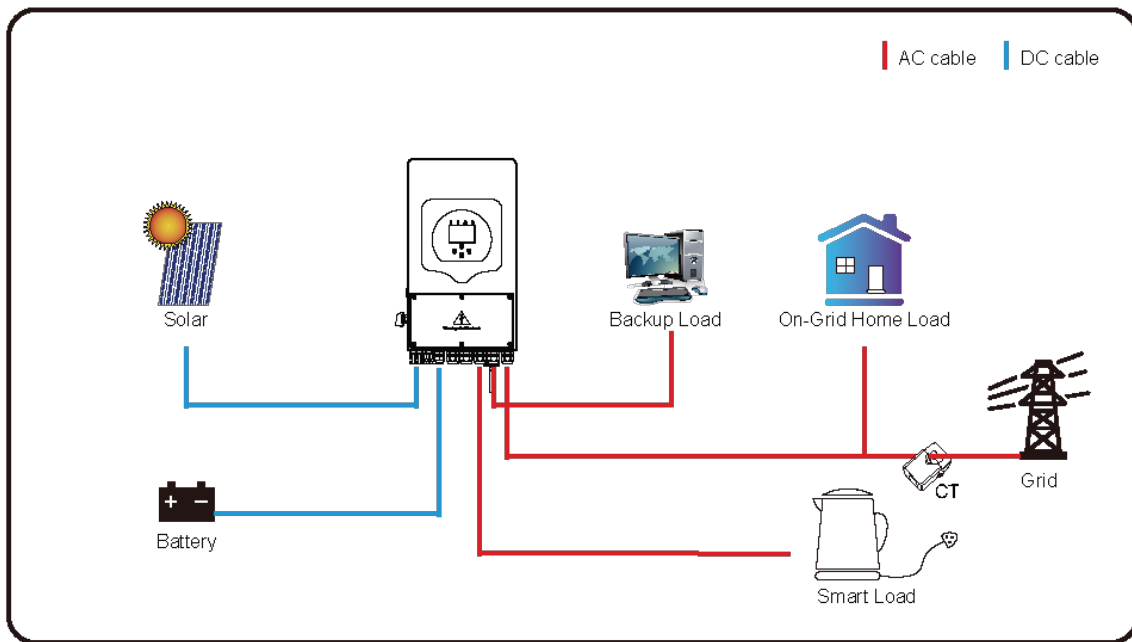 AC cable
DC cable
Solar
Backup Load
On-Grid Home Load
CT
Grid
Battery
+ −
Smart Load